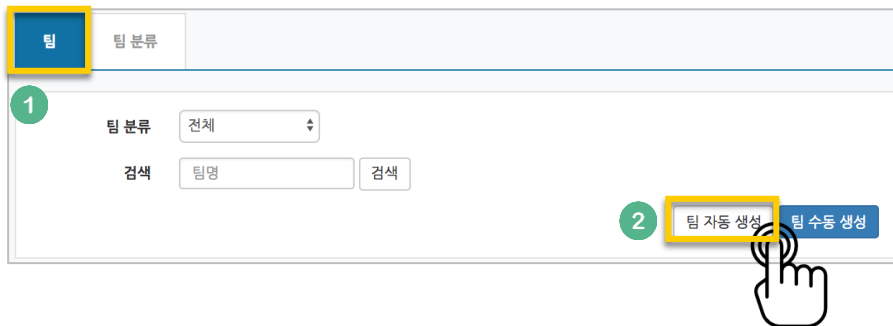 팀 팀 분류
1
팀 분류 전체
검색 팀명 검색
2 팀 자동 생성 팀 수동 생성